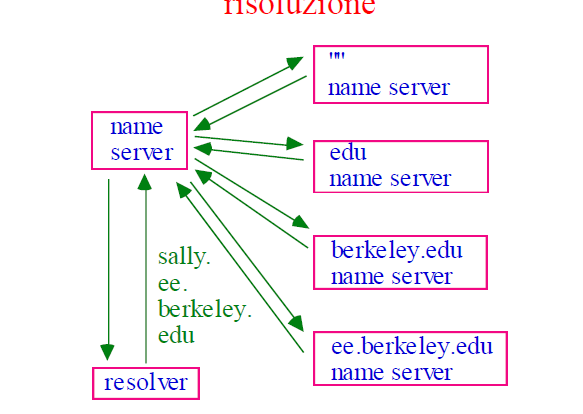 risoluzione
""
name server
name
server
edu
name server
berkeley.edu
name server
sally.
ee.
berkeley.
edu
ee.berkeley.edu
name server
resolver